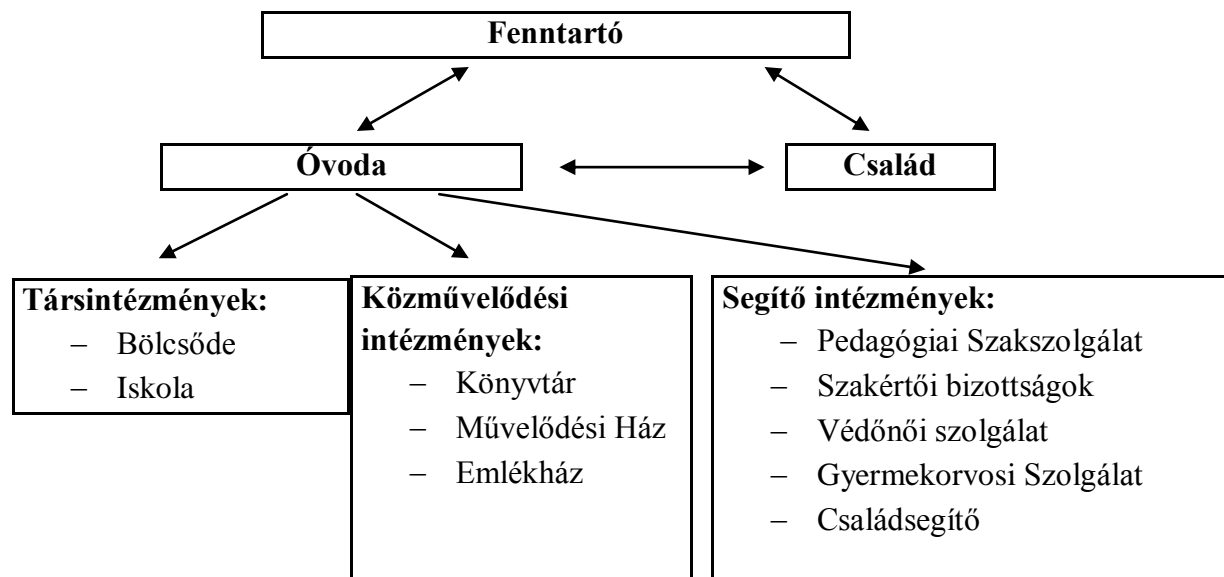 Fenntartó
Óvoda
Család
Társintézmények:
– Bölcsőde
– Iskola
Közművelődési
intézmények:
– Könyvtár
– Művelődési Ház
– Emlékház
Segítő intézmények:
– Pedagógiai Szakszolgálat
– Szakértői bizottságok
– Védőnői szolgálat
– Gyermekorvosi Szolgálat
– Családsegítő